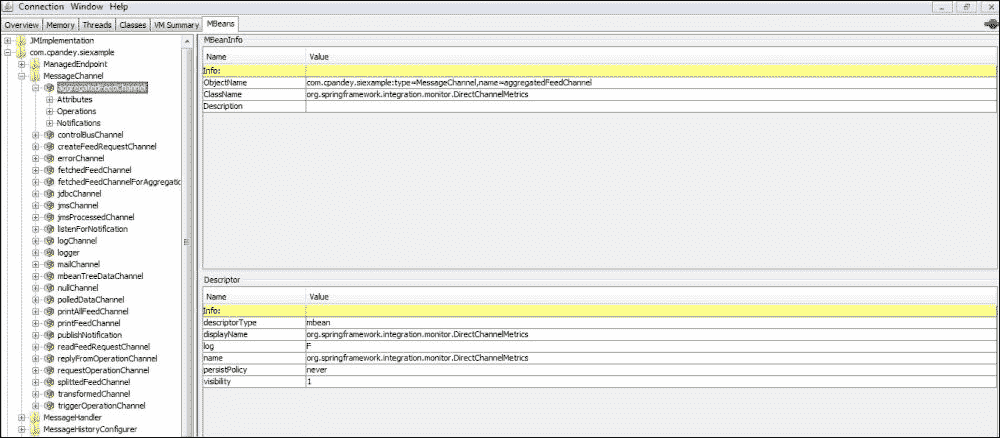 Connection Window Help
Overview Memory Threads Classes VM Summary MBeans
JMImplementation
com.cpandey.siexample
ManagedEndpoint
MessageChannel
aggregatedFeedChannel
Attributes
Operations
Notifications
controlBusChannel
createFeedRequestChannel
errorChannel
fetchedFeedChannel
fetchedFeedChannelForAggregatio
jdbcChannel
jmsChannel
jmsProcessedChannel
listenForNotification
logChannel
logger
mailChannel
mbeanTreeDataChannel
nullChannel
polledDataChannel
printAllFeedChannel
printFeedChannel
publishNotification
readFeedRequestChannel
replyFromOperationChannel
requestOperationChannel
splittedFeedChannel
transformedChannel
triggerOperationChannel
MessageHandler
MessageHistoryConfigurer
MBeanInfo
Name Value
Info:
ObjectName com.cpandey.siexample:type=MessageChannel,name=aggregatedFeedChannel
ClassName org.springframework.integration.monitor.DirectChannelMetrics
Description
Descriptor
Name Value
Info:
descriptorType mbean
displayName org.springframework.integration.monitor.DirectChannelMetrics
log F
name org.springframework.integration.monitor.DirectChannelMetrics
persistPolicy never
visibility 1